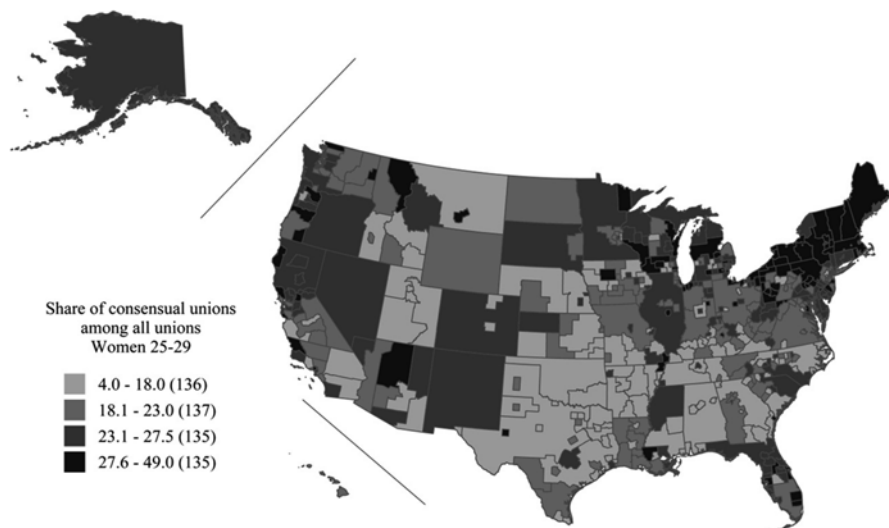 Share of consensual unions
among all unions
Women 25-29
4.0 - 18.0 (136)
18.1 - 23.0 (137)
23.1 - 27.5 (135)
27.6 - 49.0 (135)